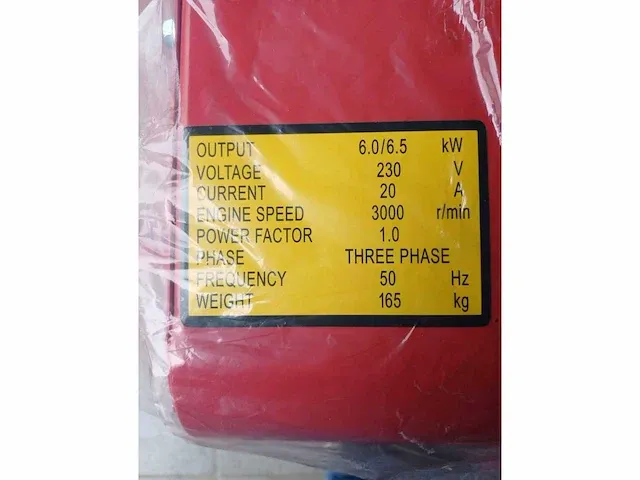 OUTPUT 6.0/6.5 kW
VOLTAGE 230 V
CURRENT 20 A
ENGINE SPEED 3000 r/min
POWER FACTOR 1.0
PHASE THREE PHASE
FREQUENCY 50 Hz
WEIGHT 165 kg